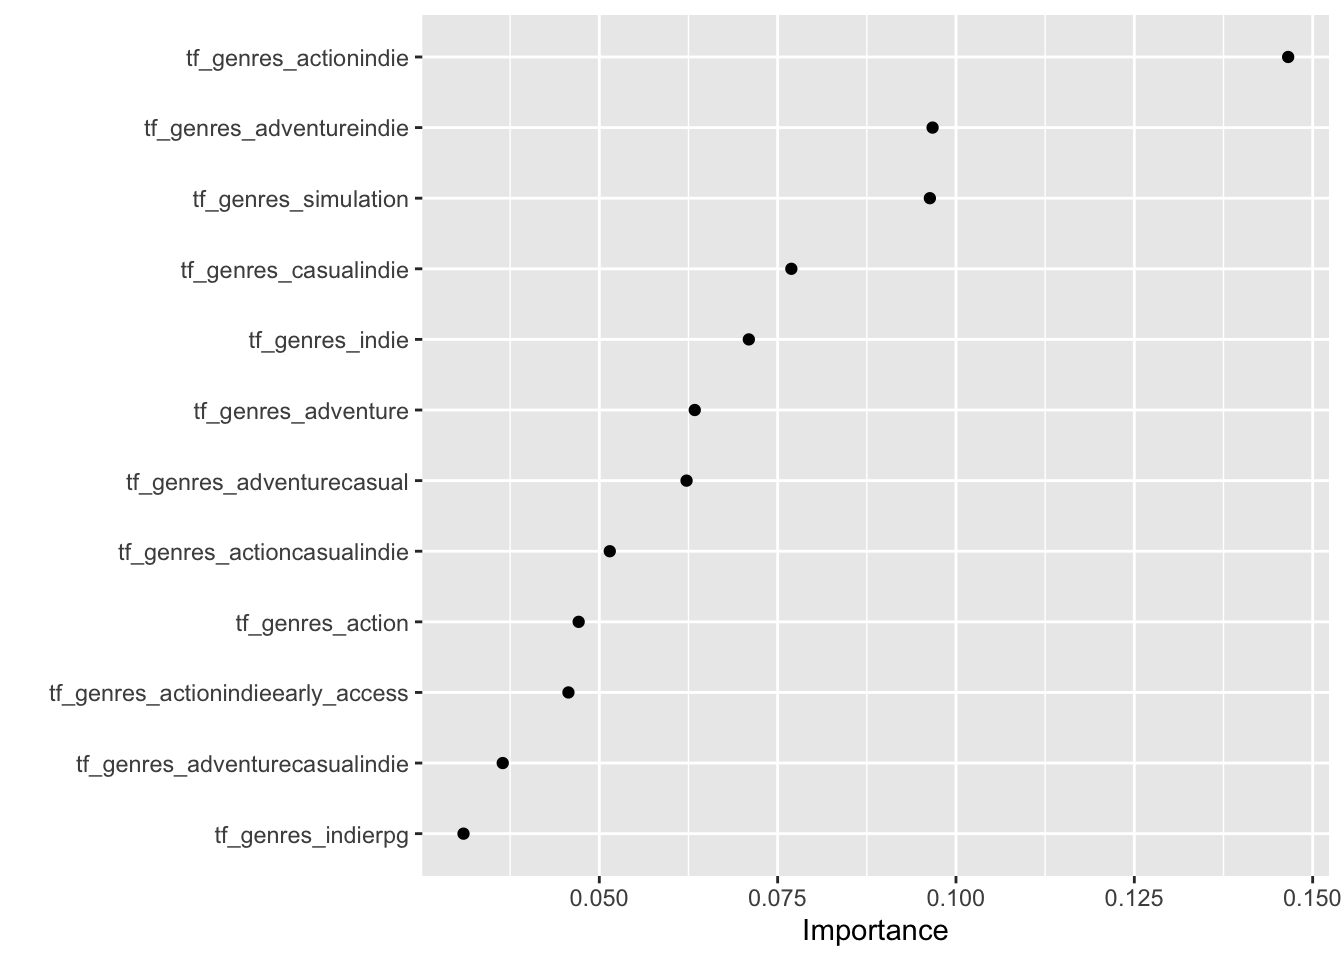 tf_genres_actionindie
tf_genres_adventureindie
tf_genres_simulation
tf_genres_casualindie
tf_genres_indie
tf_genres_adventure
tf_genres_adventurecasual
tf_genres_actioncasualindie
tf_genres_action
tf_genres_actionindieearly_access
tf_genres_adventurecasualindie
tf_genres_indierpg
0.050 0.075 0.100 0.125 0.150
Importance